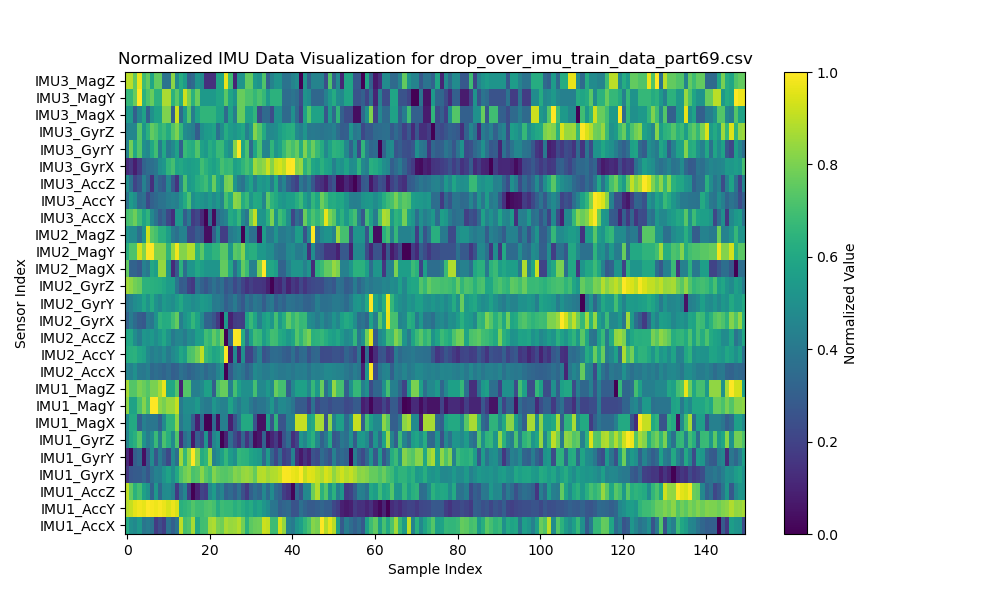 Normalized IMU Data Visualization for drop_over_imu_train_data_part69.csv
IMU3_MagZ
IMU3_MagY
IMU3_MagX
IMU3_GyrZ
IMU3_GyrY
IMU3_GyrX
IMU3_AccZ
IMU3_AccY
IMU3_AccX
IMU2_MagZ
IMU2_MagY
IMU2_MagX
IMU2_GyrZ
IMU2_GyrY
IMU2_GyrX
IMU2_AccZ
IMU2_AccY
IMU2_AccX
IMU1_MagZ
IMU1_MagY
IMU1_MagX
IMU1_GyrZ
IMU1_GyrY
IMU1_GyrX
IMU1_AccZ
IMU1_AccY
IMU1_AccX
Sensor Index
0 20 40 60 80 100 120 140
Sample Index
1.0
0.8
0.6
0.4
0.2
0.0
Normalized Value